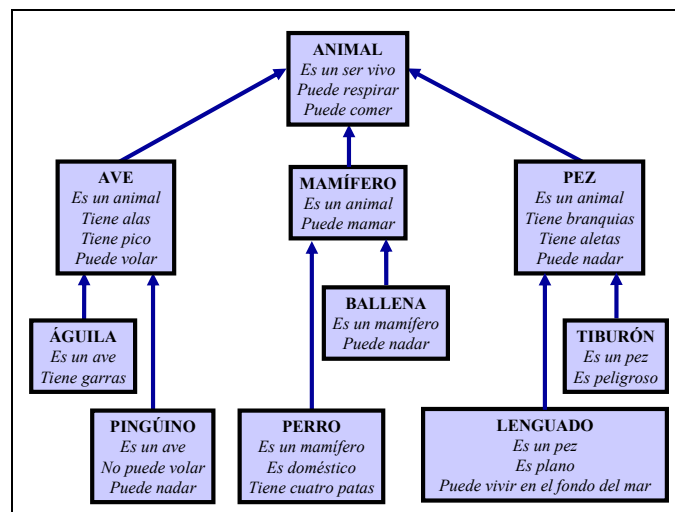 ANIMAL
Es un ser vivo
Puede respirar
Puede comer
AVE
Es un animal
Tiene alas
Tiene pico
Puede volar
MAMÍFERO
Es un animal
Puede mamar
PEZ
Es un animal
Tiene branquias
Tiene aletas
Puede nadar
ÁGUILA
Es un ave
Tiene garras
BALLENA
Es un mamífero
Puede nadar
TIBURÓN
Es un pez
Es peligroso
PINGÚINO
Es un ave
No puede volar
Puede nadar
PERRO
Es un mamífero
Es doméstico
Tiene cuatro patas
LENGUADO
Es un pez
Es plano
Puede vivir en el fondo del mar